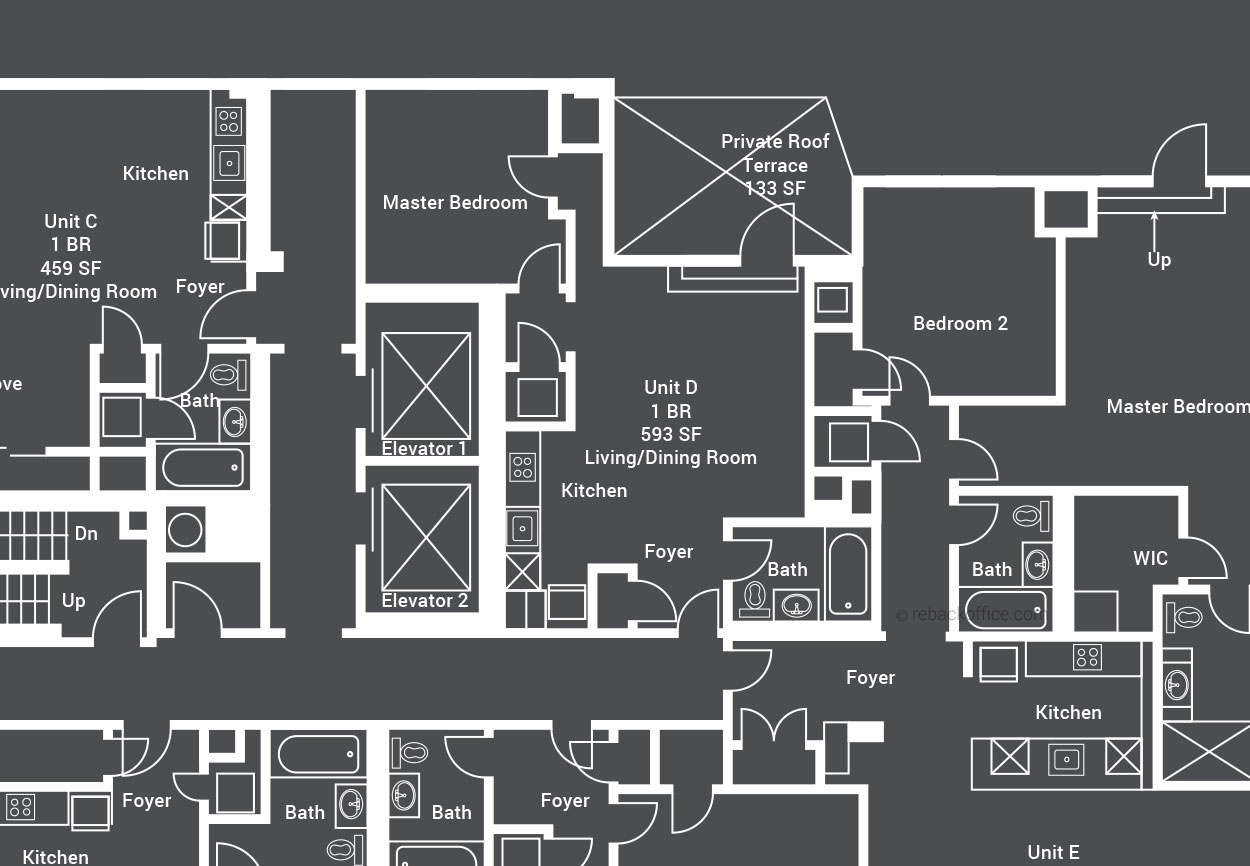 Private Roof
Terrace
133 SF
Kitchen
Master Bedroom
Unit C
1 BR
459 SF
ving/Dining Room
Foyer
Up
Bedroom 2
ove
Bath
Unit D
1 BR
593 SF
Living/Dining Room
Master Bedroom
Elevator 1
Kitchen
Dn
Foyer
Bath
Bath
WIC
Up
Elevator 2
© rebackoffice.com
Foyer
Kitchen
Foyer
Bath
Bath
Foyer
Kitchen
Unit E